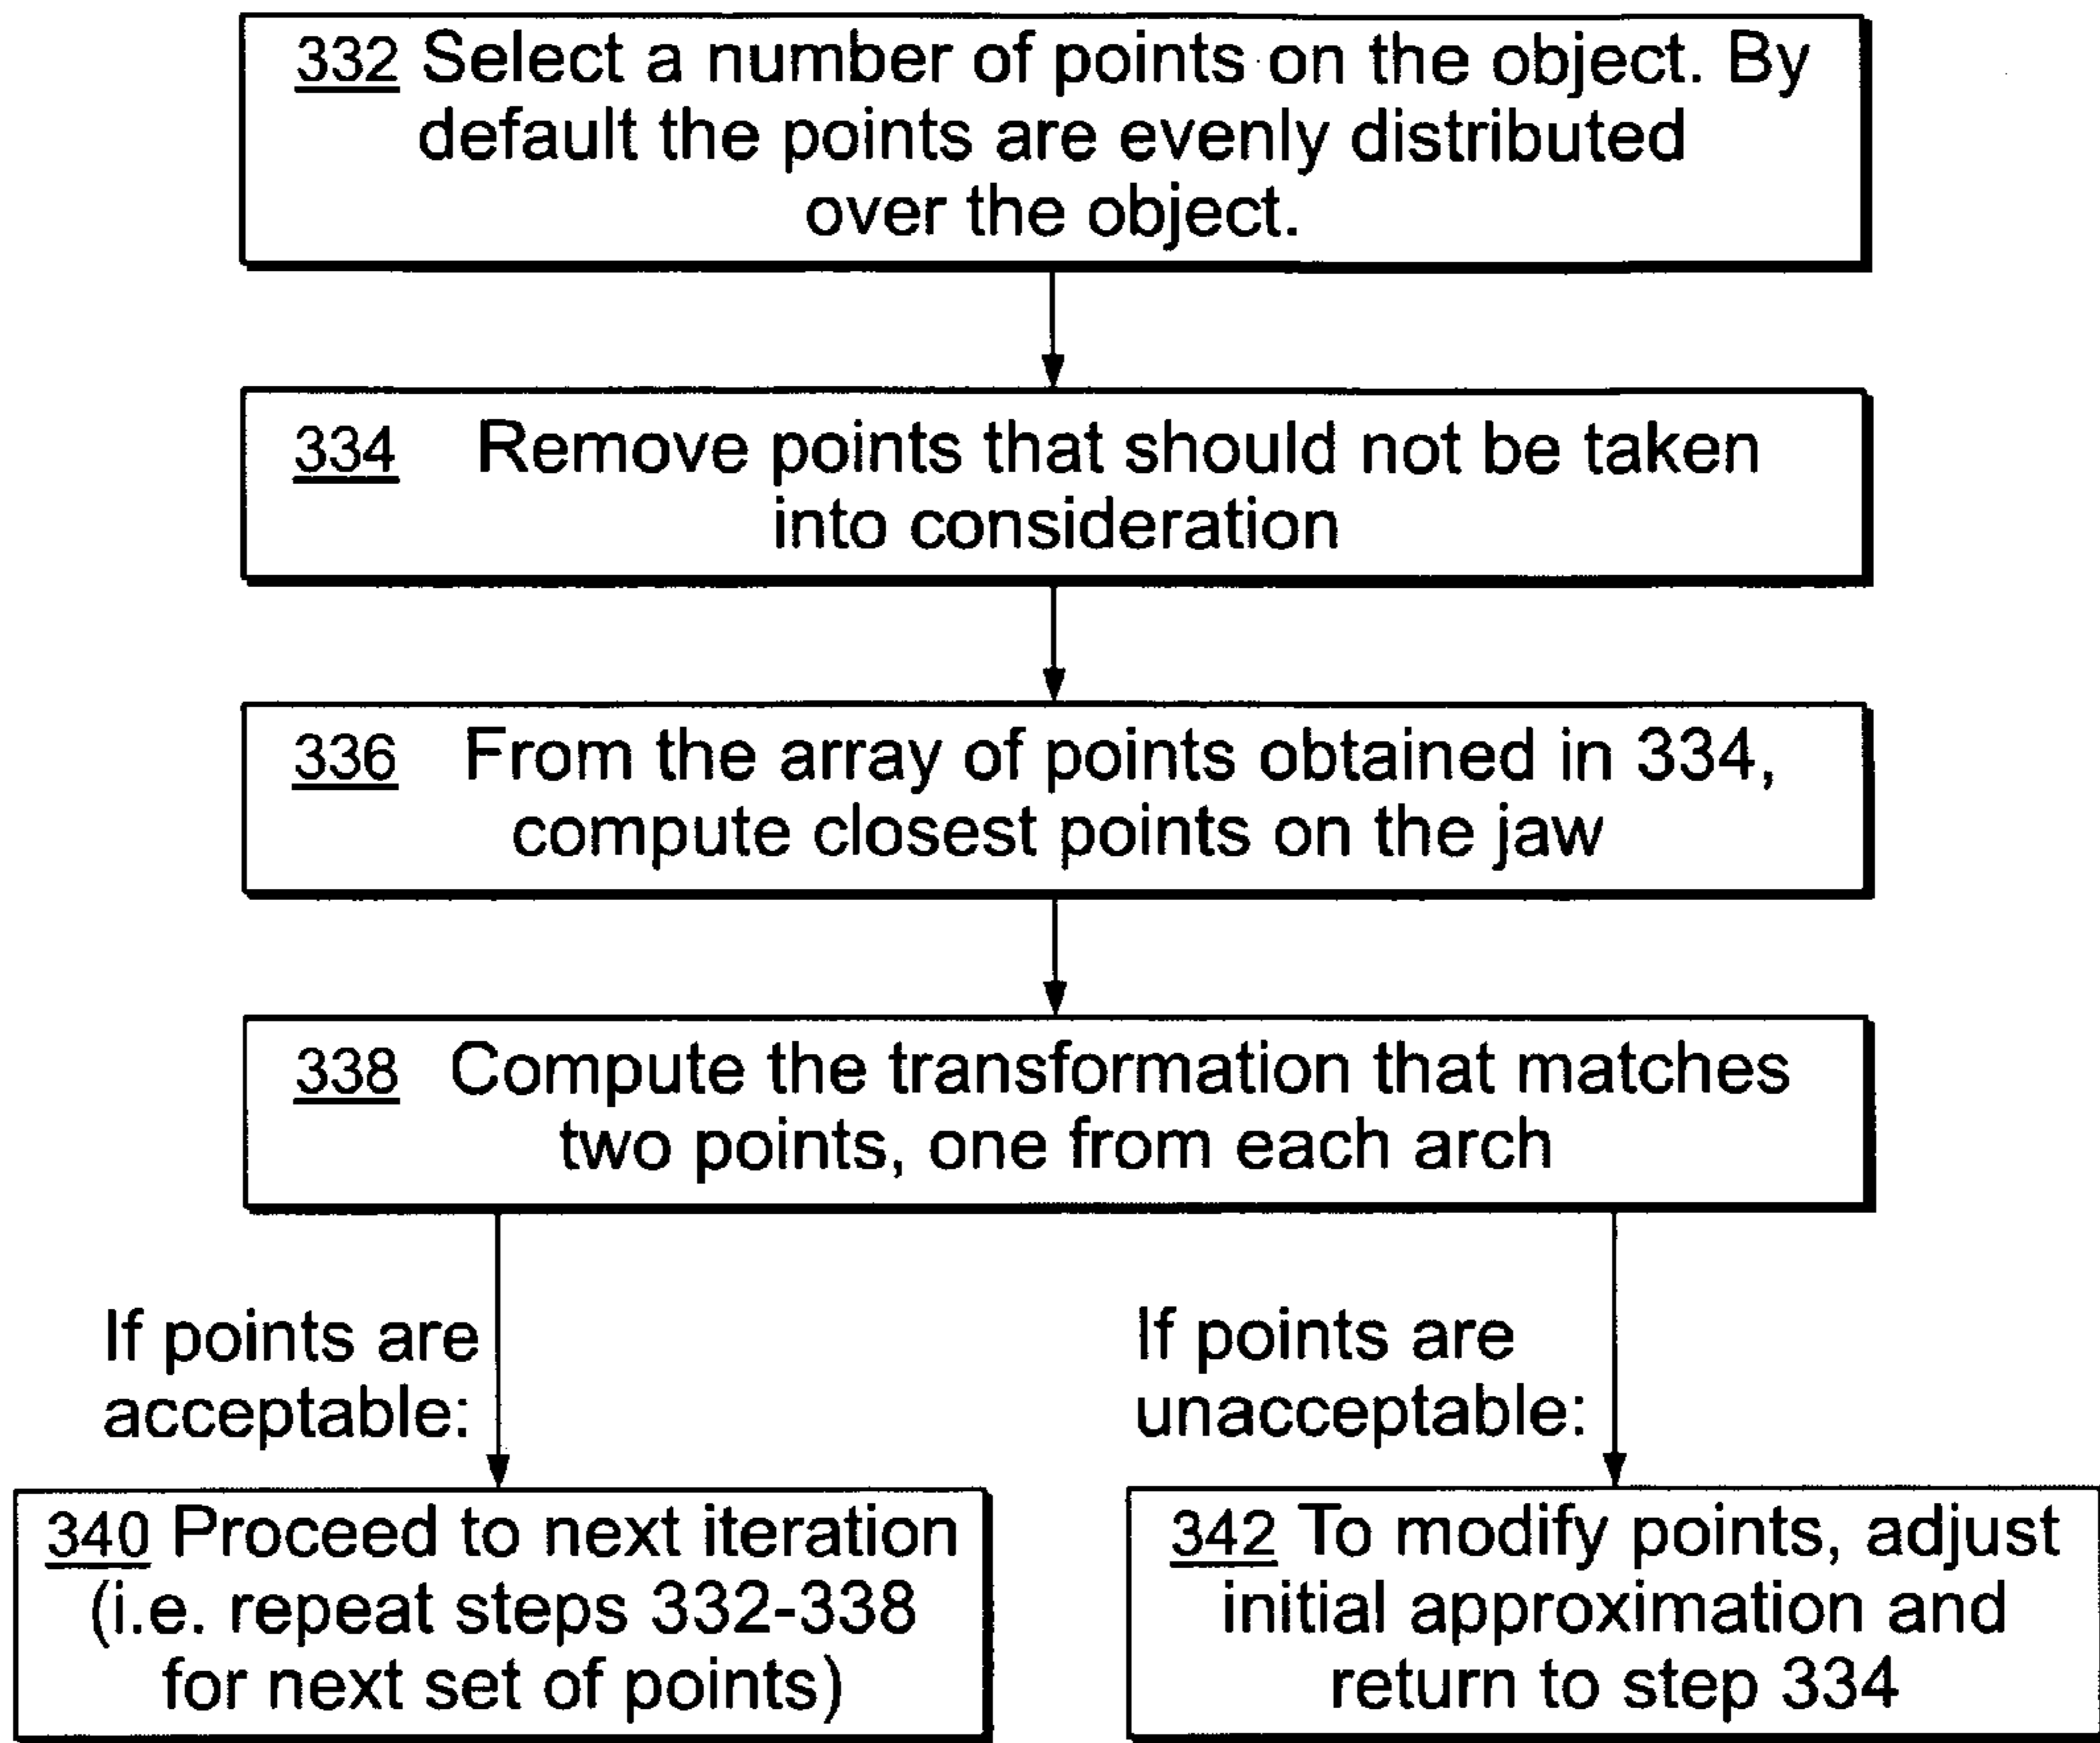 332 Select a number of points on the object. By
default the points are evenly distributed
over the object.
334 Remove points that should not be taken
into consideration
336 From the array of points obtained in 334,
compute closest points on the jaw
338 Compute the transformation that matches
two points, one from each arch
If points are
acceptable:
If points are
unacceptable:
340 Proceed to next iteration
(i.e. repeat steps 332-338
for next set of points)
342 To modify points, adjust
initial approximation and
return to step 334